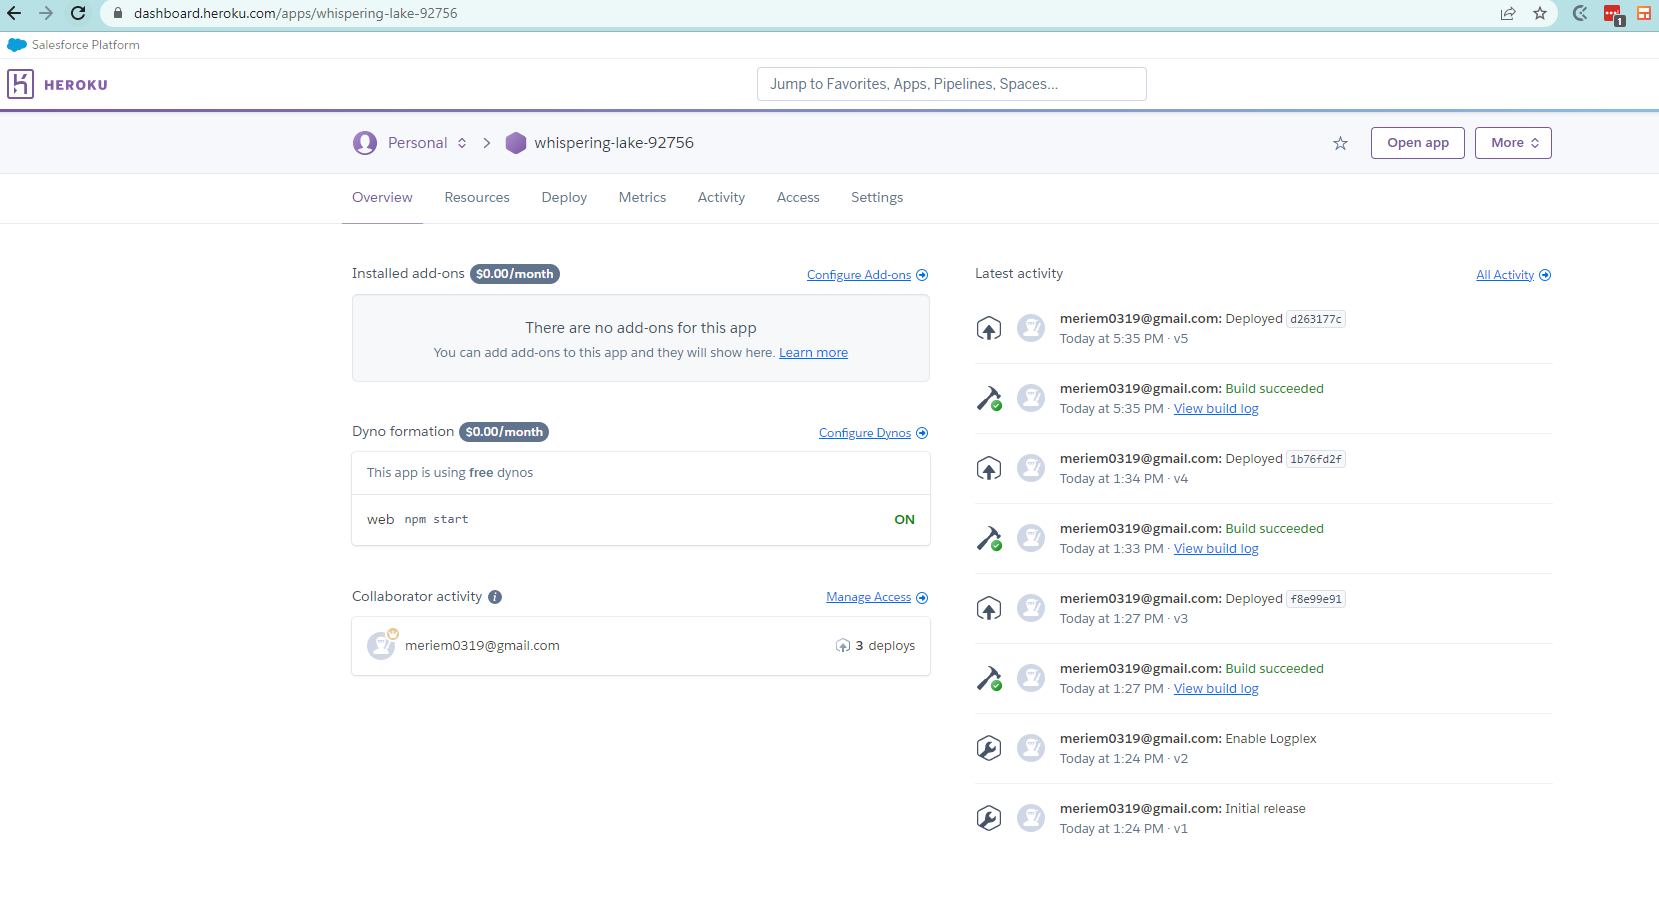 dashboard.heroku.com/apps/whispering-lake-92756
1
Salesforce Platform
HEROKU
Jump to Favorites, Apps, Pipelines, Spaces...
Personal
whispering-lake-92756
Open app
More
Overview
Resources
Deploy
Metrics
Activity
Access
Settings
Installed add-ons $0.00/month
Configure Add-ons
There are no add-ons for this app
You can add add-ons to this app and they will show here. Learn more
Dyno formation $0.00/month
Configure Dynos
This app is using free dynos
web npm start
ON
Collaborator activity
Manage Access
meriem0319@gmail.com
3 deploys
Latest activity
All Activity
meriem0319@gmail.com: Deployed d263177c
Today at 5:35 PM · v5
meriem0319@gmail.com: Build succeeded
Today at 5:35 PM · View build log
meriem0319@gmail.com: Deployed 1b76fd2f
Today at 1:34 PM · v4
meriem0319@gmail.com: Build succeeded
Today at 1:33 PM · View build log
meriem0319@gmail.com: Deployed f8e99e91
Today at 1:27 PM · v3
meriem0319@gmail.com: Build succeeded
Today at 1:27 PM · View build log
meriem0319@gmail.com: Enable Logplex
Today at 1:24 PM · v2
meriem0319@gmail.com: Initial release
Today at 1:24 PM · v1